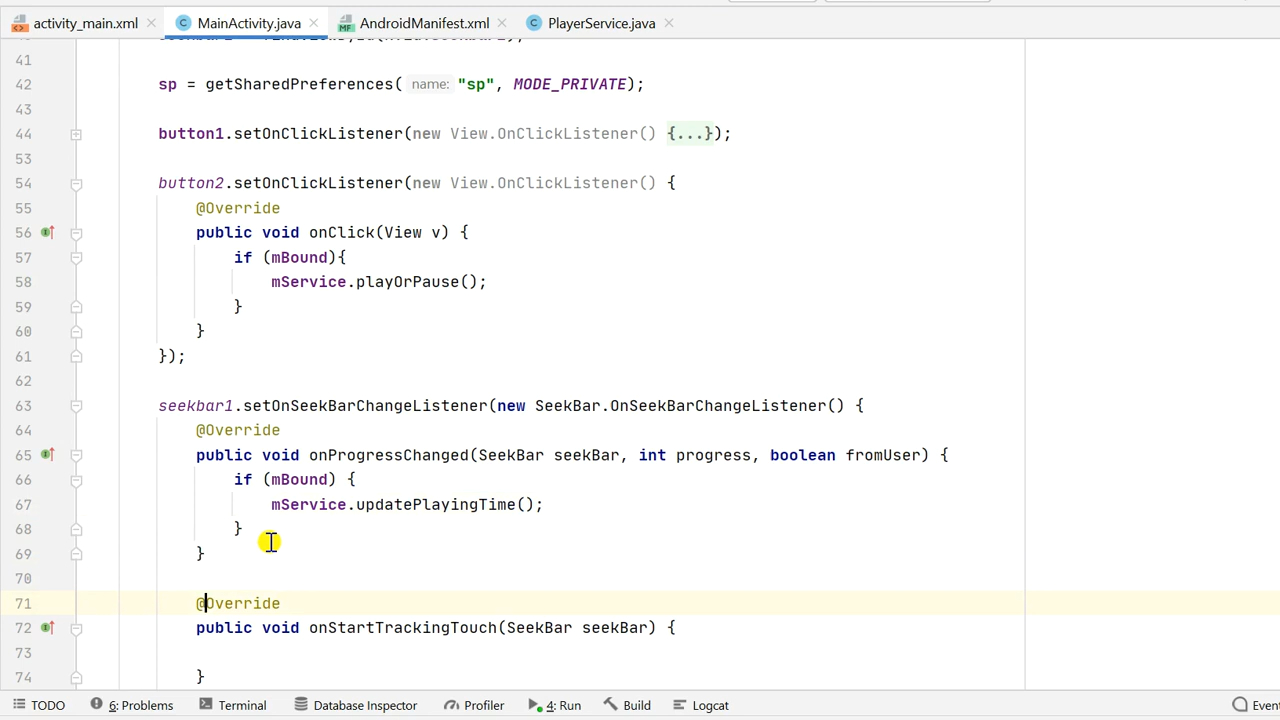 activity_main.xml MainActivity.java AndroidManifest.xml PlayerService.java
41
42 sp = getSharedPreferences( name: "sp", MODE_PRIVATE);
43
44 button1.setOnClickListener(new View.OnClickListener() {...});
53
54 button2.setOnClickListener(new View.OnClickListener() {
55 @Override
56 public void onClick(View v) {
57 if (mBound){
58 mService.playOrPause();
59 }
60 }
61 });
62
63 seekbar1.setOnSeekBarChangeListener(new SeekBar.OnSeekBarChangeListener() {
64 @Override
65 public void onProgressChanged(SeekBar seekBar, int progress, boolean fromUser) {
66 if (mBound) {
67 mService.updatePlayingTime();
68 }
69 }
70
71 @Override
72 public void onStartTrackingTouch(SeekBar seekBar) {
73
74 }
TODO 6: Problems Terminal Database Inspector Profiler 4: Run Build Logcat Even